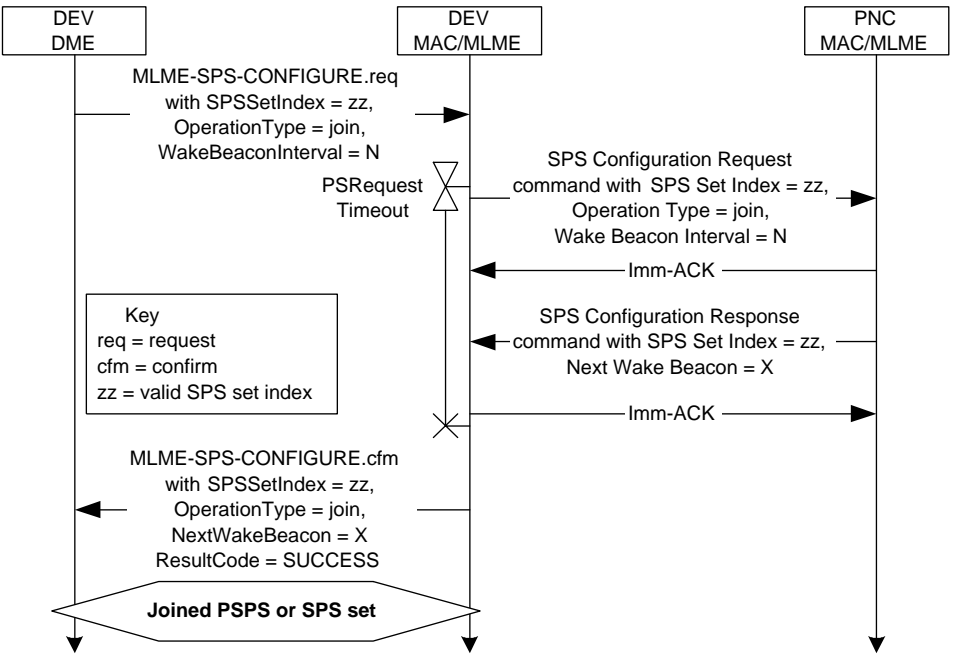 DEV
DME
DEV
MAC/MLME
PNC
MAC/MLME
MLME-SPS-CONFIGURE.req
with SPSSetIndex = zz,
OperationType = join,
WakeBeaconInterval = N
PSRequest
Timeout
SPS Configuration Request
command with SPS Set Index = zz,
Operation Type = join,
Wake Beacon Interval = N
Imm-ACK
Key
req = request
cfm = confirm
zz = valid SPS set index
SPS Configuration Response
command with SPS Set Index = zz,
Next Wake Beacon = X
Imm-ACK
MLME-SPS-CONFIGURE.cfm
with SPSSetIndex = zz,
OperationType = join,
NextWakeBeacon = X
ResultCode = SUCCESS
Joined PSPS or SPS set